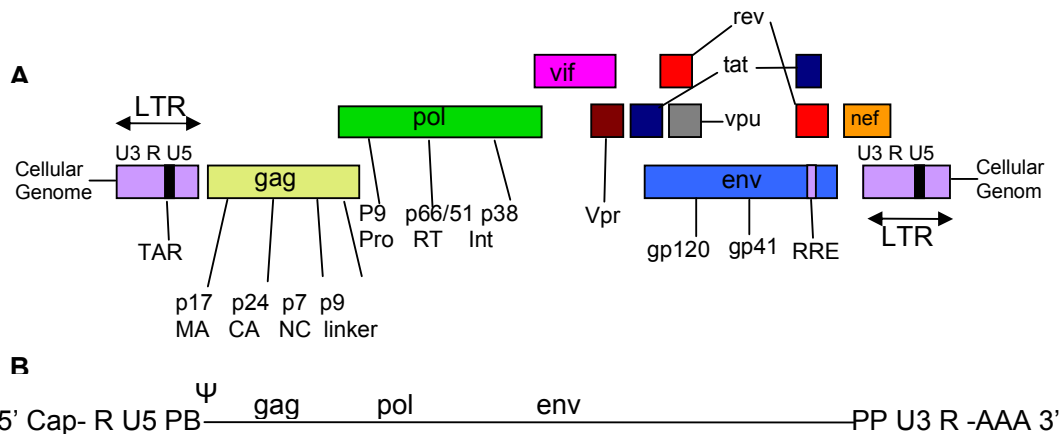 A
rev
vif
tat
LTR
pol
vpu
nef
U3 R U5
U3 R U5
Cellular
Genome
gag
env
Cellular
Genom
P9 p66/51 p38
Pro RT Int
Vpr
TAR
gp120 gp41 RRE
LTR
p17 p24 p7 p9
MA CA NC linker
B
Ψ
gag pol env
5' Cap- R U5 PB PP U3 R -AAA 3'